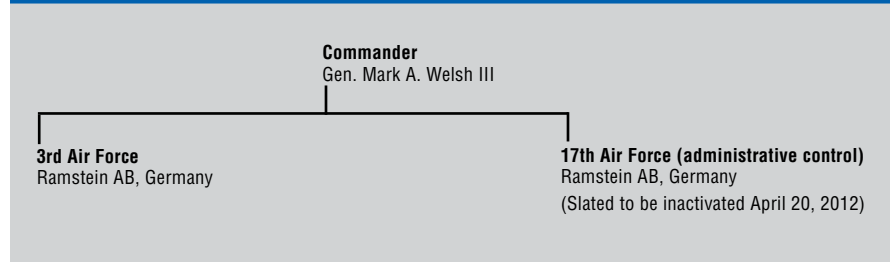 Commander
Gen. Mark A. Welsh III
3rd Air Force
Ramstein AB, Germany
17th Air Force (administrative control)
Ramstein AB, Germany
(Slated to be inactivated April 20, 2012)